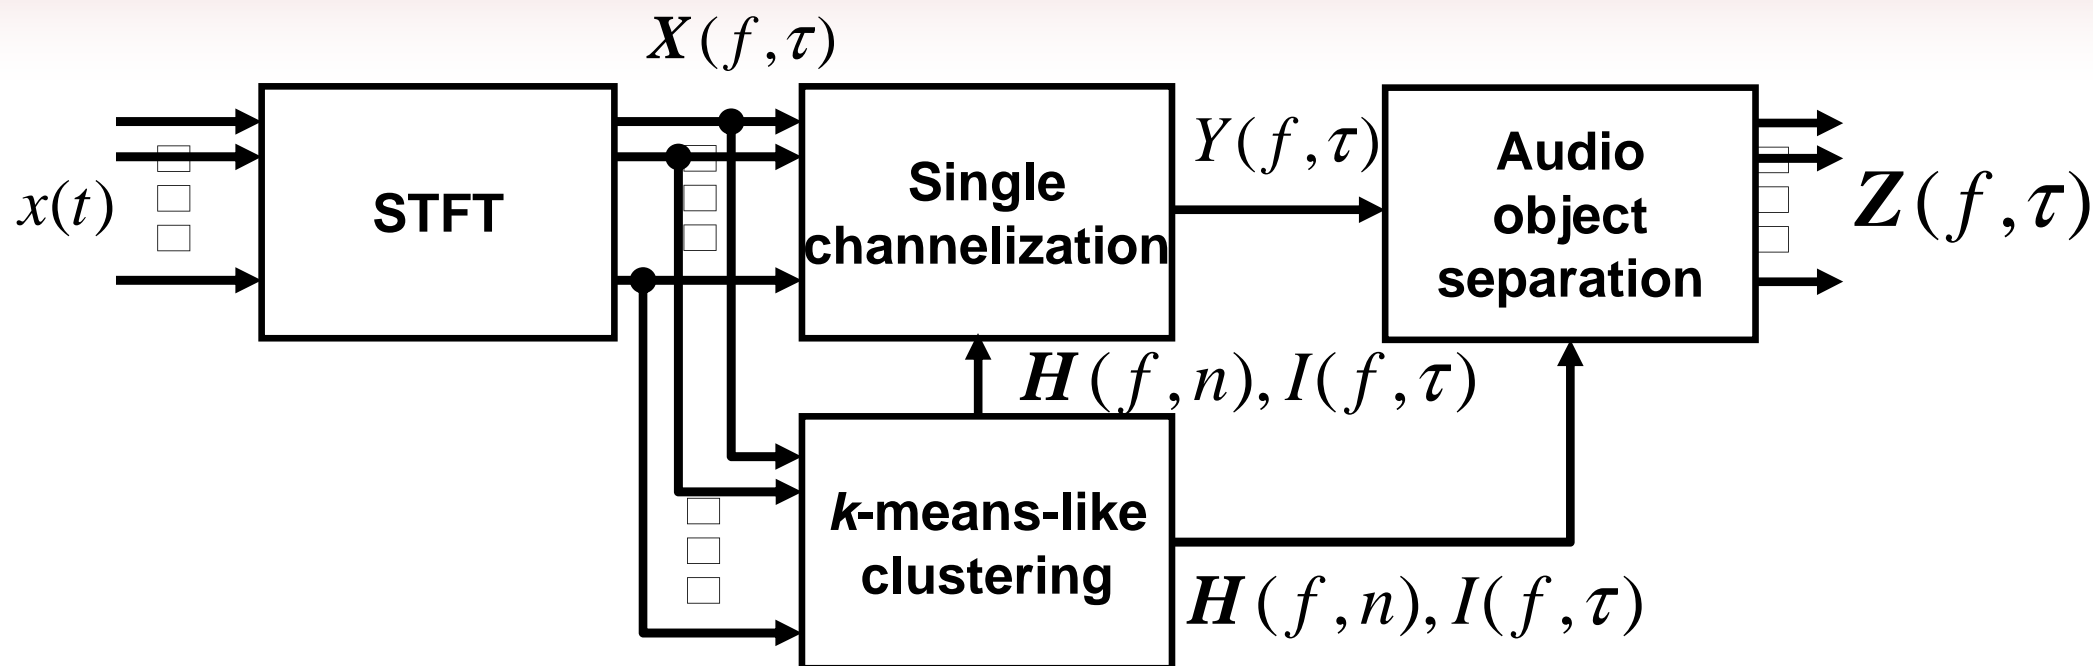 X(f,τ)
x(t)
STFT
Single
channelization
Y(f,τ)
Audio
object
separation
Z(f,τ)
H(f,n),I(f,τ)
k-means-like
clustering
H(f,n),I(f,τ)